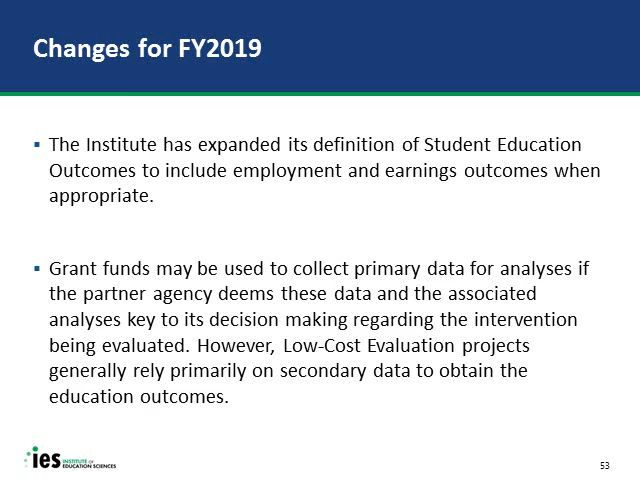 Changes for FY2019
▪ The Institute has expanded its definition of Student Education
Outcomes to include employment and earnings outcomes when
appropriate.
▪ Grant funds may be used to collect primary data for analyses if
the partner agency deems these data and the associated
analyses key to its decision making regarding the intervention
being evaluated. However, Low-Cost Evaluation projects
generally rely primarily on secondary data to obtain the
education outcomes.
ies INSTITUTE OF
EDUCATION SCIENCES
53